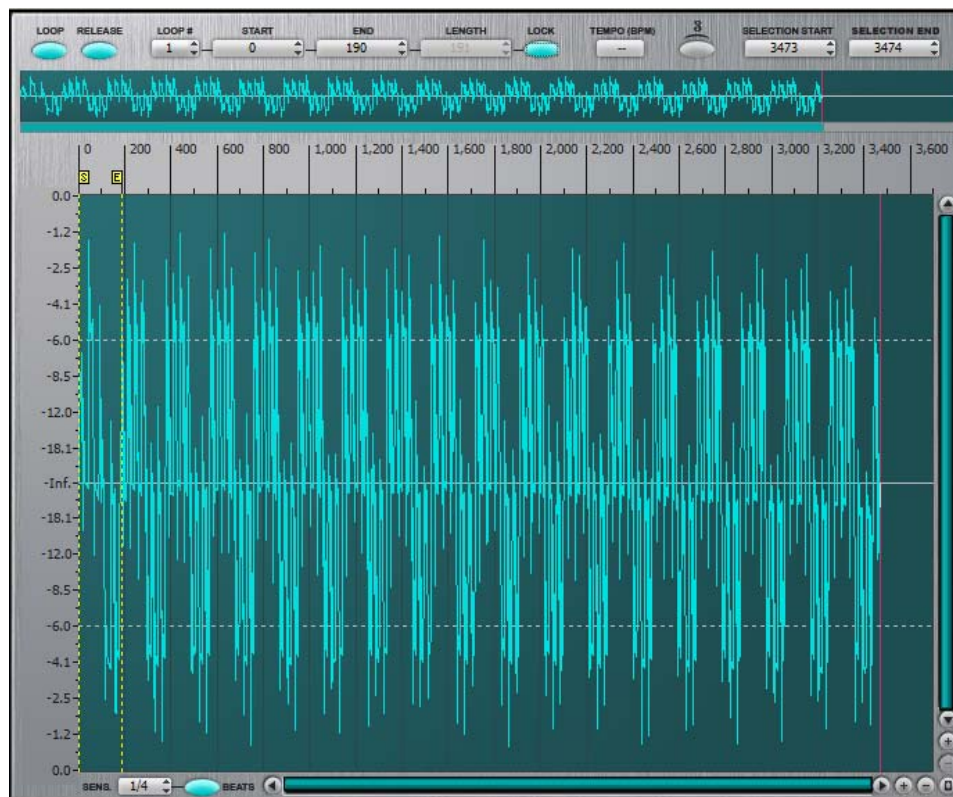 LOOP RELEASE LOOP # START END LENGTH LOCK TEMPO (BPM) SELECTION START SELECTION END
1 0 190 191 -- 3473 3474
0 200 400 600 800 1,000 1,200 1,400 1,600 1,800 2,000 2,200 2,400 2,600 2,800 3,000 3,200 3,400 3,600
S E
0.0
-1.2
-2.5
-4.1
-6.0
-8.5
-12.0
-18.1
-Inf.
-18.1
-12.0
-8.5
-6.0
-4.1
-2.5
-1.2
0.0
SENS. 1/4 BEATS